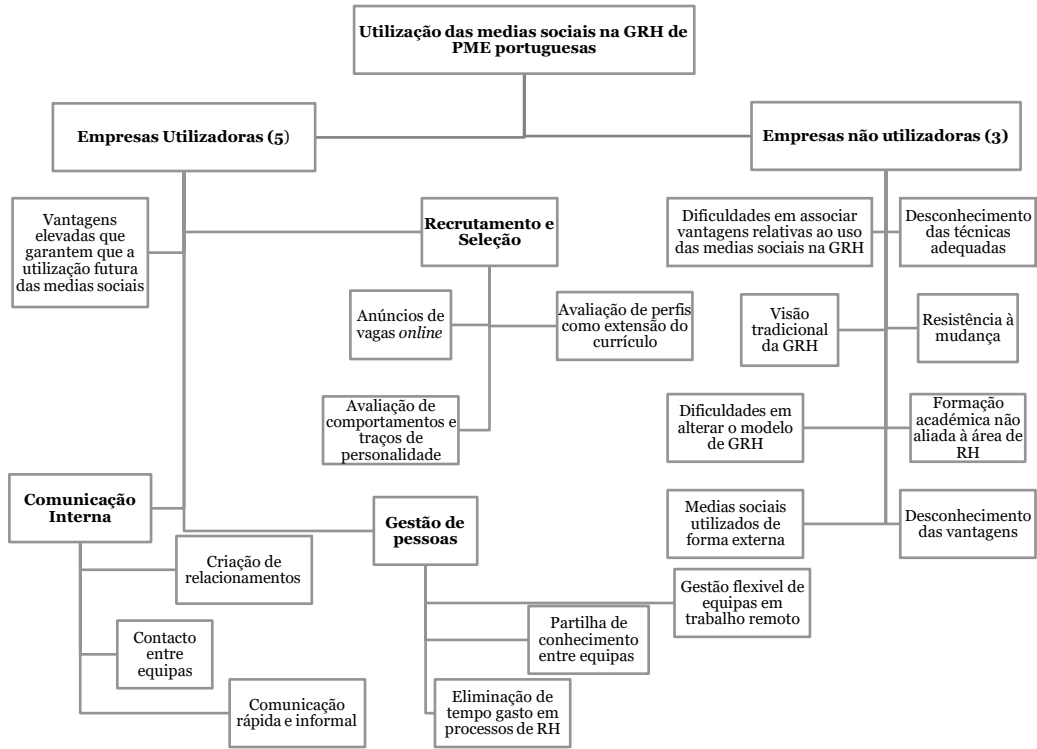 Utilização das medias sociais na GRH de
PME portuguesas
Empresas Utilizadoras (5)
Empresas não utilizadoras (3)
Vantagens
elevadas que
garantem que a
utilização futura
das medias sociais
Recrutamento e
Seleção
Anúncios de
vagas online
Avaliação de perfis
como extensão do
currículo
Avaliação de
comportamentos e
traços de
personalidade
Dificuldades em associar
vantagens relativas ao uso
das medias sociais na GRH
Desconhecimento
das técnicas
adequadas
Visão
tradicional
da GRH
Resistência à
mudança
Dificuldades em
alterar o modelo
de GRH
Formação
académica não
aliada à área de
RH
Medias sociais
utilizados de
forma externa
Desconhecimento
das vantagens
Comunicação
Interna
Criação de
relacionamentos
Contacto
entre
equipas
Comunicação
rápida e informal
Gestão de
pessoas
Gestão flexivel de
equipas em
trabalho remoto
Partilha de
conhecimento
entre equipas
Eliminação de
tempo gasto em
processos de RH